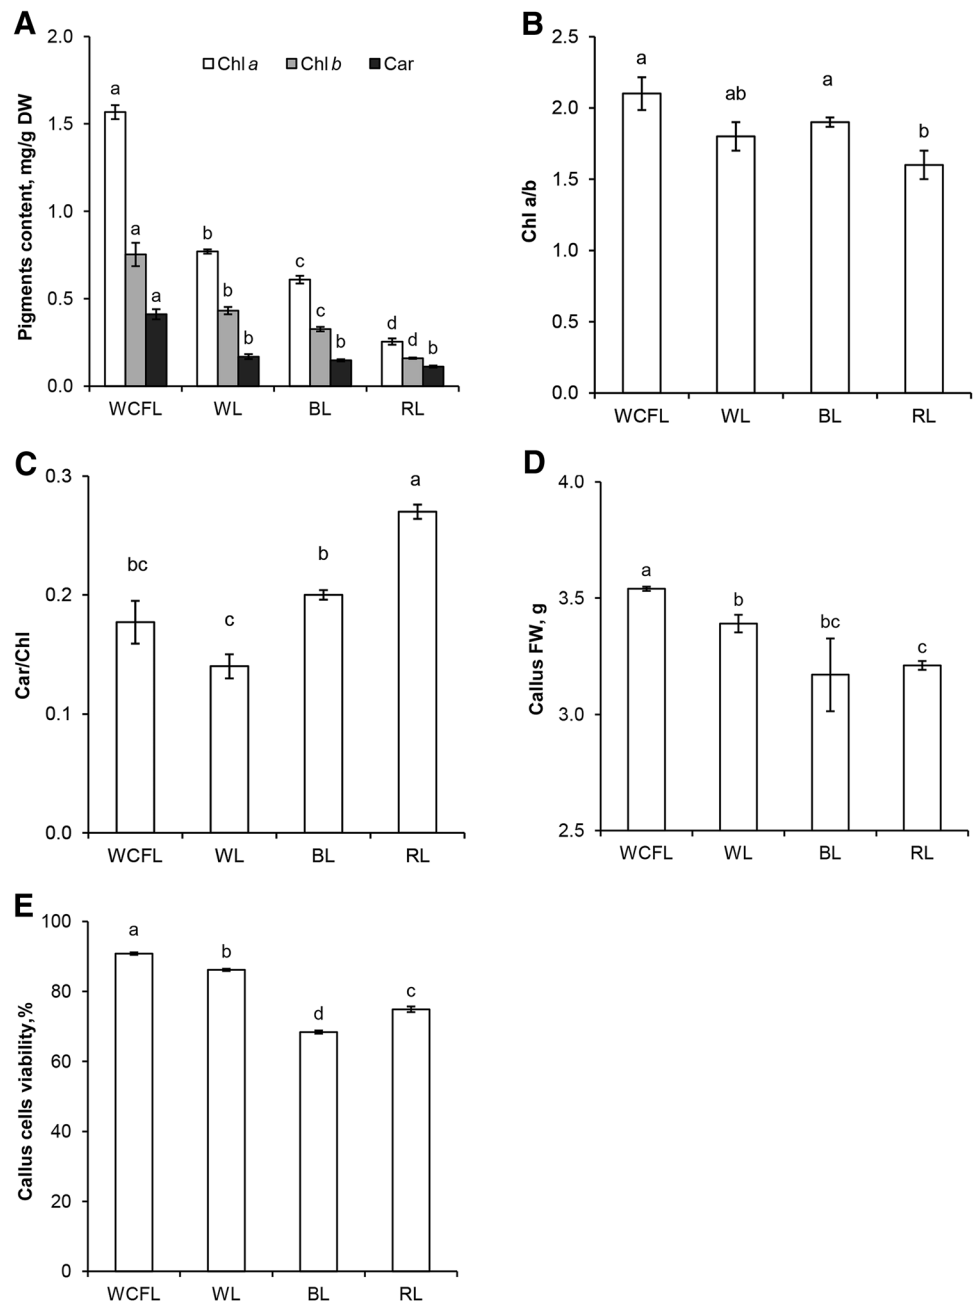 A
Pigments content, mg/g DW
2.0
1.5
1.0
0.5
0.0
Chl a
Chl b
Car
a
a
a
b
b
b
c
c
b
d
d
b
WCFL WL BL RL
B
Chl a/b
2.5
2.0
1.5
1.0
0.5
0.0
a
ab
a
b
WCFL WL BL RL
C
Car/Chl
0.3
0.2
0.1
0.0
bc
c
b
a
WCFL WL BL RL
D
Callus FW, g
4.0
3.5
3.0
2.5
a
b
bc
c
WCFL WL BL RL
E
Callus cells viability,%
100
80
60
40
20
0
a
b
d
c
WCFL WL BL RL